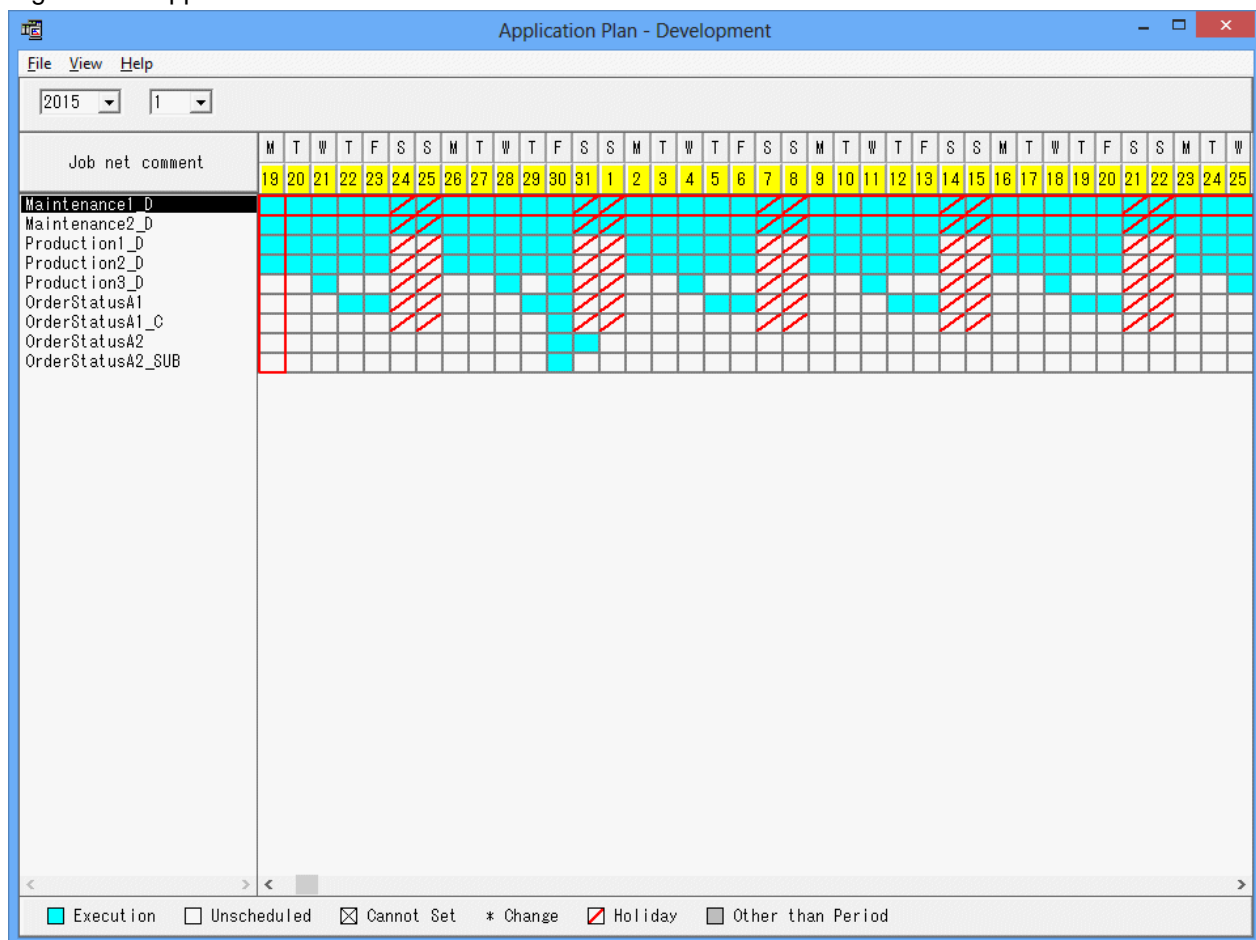 Application Plan - Development
File View Help
2015 1
Job net comment
M T W T F S S M T W T F S S M T W T F S S M T W T F S S M T W T F S S M T W
19 20 21 22 23 24 25 26 27 28 29 30 31 1 2 3 4 5 6 7 8 9 10 11 12 13 14 15 16 17 18 19 20 21 22 23 24 25
Maintenance1_D
Maintenance2_D
Production1_D
Production2_D
Production3_D
OrderStatusA1
OrderStatusA1_C
OrderStatusA2
OrderStatusA2_SUB
Execution Unscheduled Cannot Set * Change Holiday Other than Period